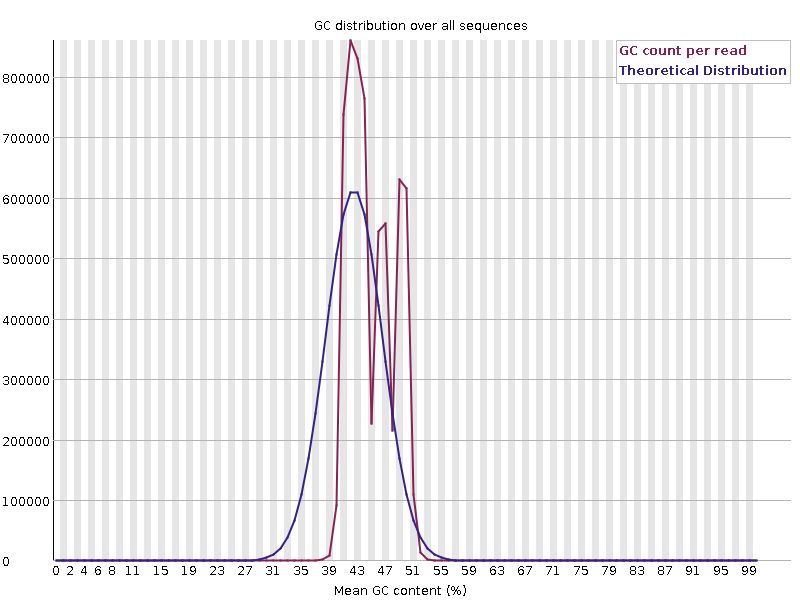 GC distribution over all sequences
GC count per read
Theoretical Distribution
800000
700000
600000
500000
400000
300000
200000
100000
0
0 2 4 6 8 11 15 19 23 27 31 35 39 43 47 51 55 59 63 67 71 75 79 83 87 91 95 99
Mean GC content (%)